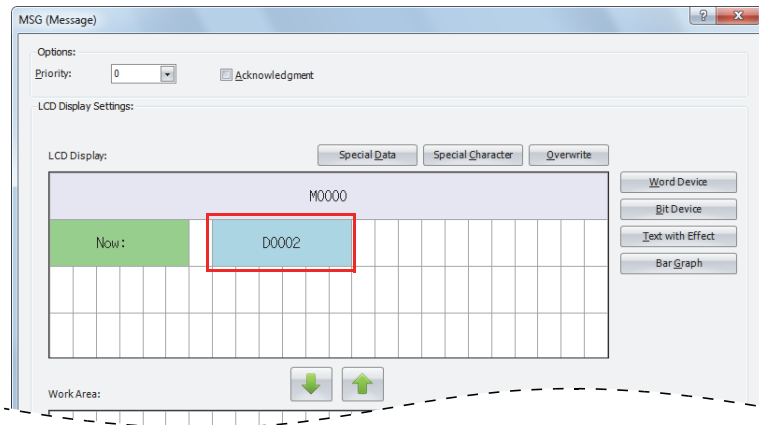 MSG (Message)
Options:
Priority: 0 Acknowledgment
LCD Display Settings:
LCD Display: Special Data Special Character Overwrite
M0000
Word Device
Bit Device
Now: D0002
Text with Effect
Bar Graph
Work Area: